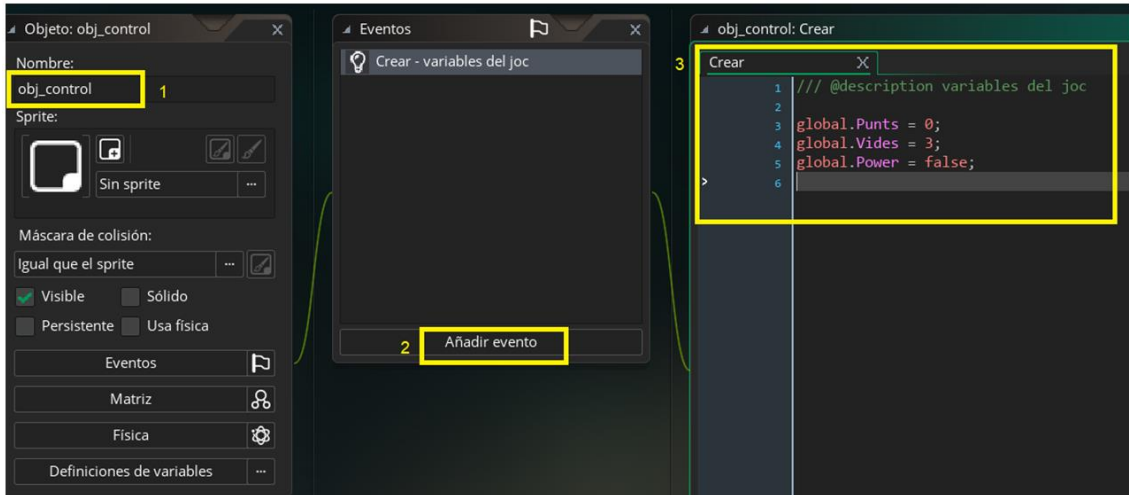 Objeto: obj_control
Nombre:
obj_control
1
Sprite:
Sin sprite
Máscara de colisión:
Igual que el sprite
Visible
Sólido
Persistente
Usa física
Eventos
Matriz
Física
Definiciones de variables
Eventos
Crear - variables del joc
2
Añadir evento
obj_control: Crear
3
Crear
1 /// @description variables del joc
2
3 global.Punts = 0;
4 global.Vides = 3;
5 global.Power = false;
6